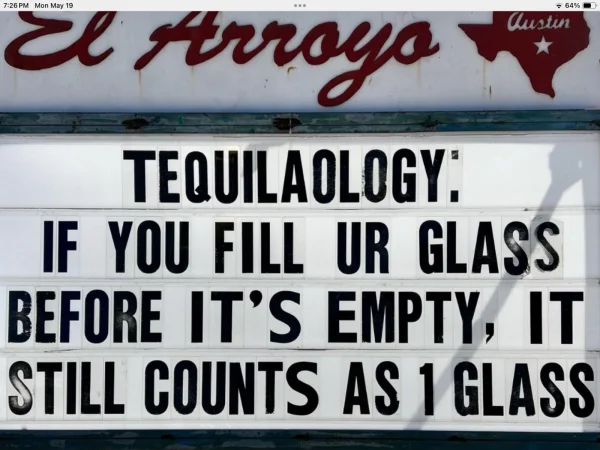 7:26 PM Mon May 19
64%
El Arroyo
Austin
TEQUILAOLOGY:
IF YOU FILL UR GLASS
BEFORE IT'S EMPTY, IT
STILL COUNTS AS 1 GLASS